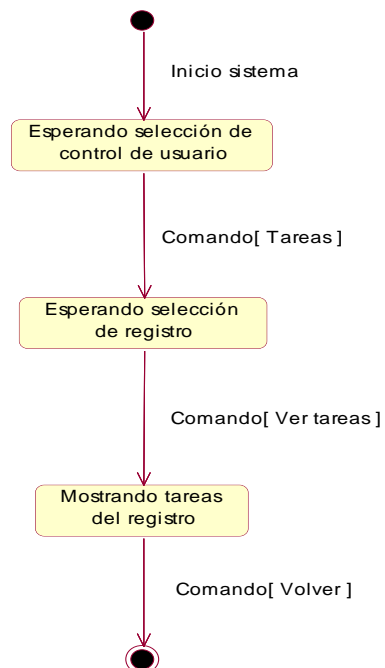 Inicio sistema
Esperando selección de
control de usuario
Comando[ Tareas ]
Esperando selección
de registro
Comando[ Ver tareas ]
Mostrando tareas
del registro
Comando[ Volver ]